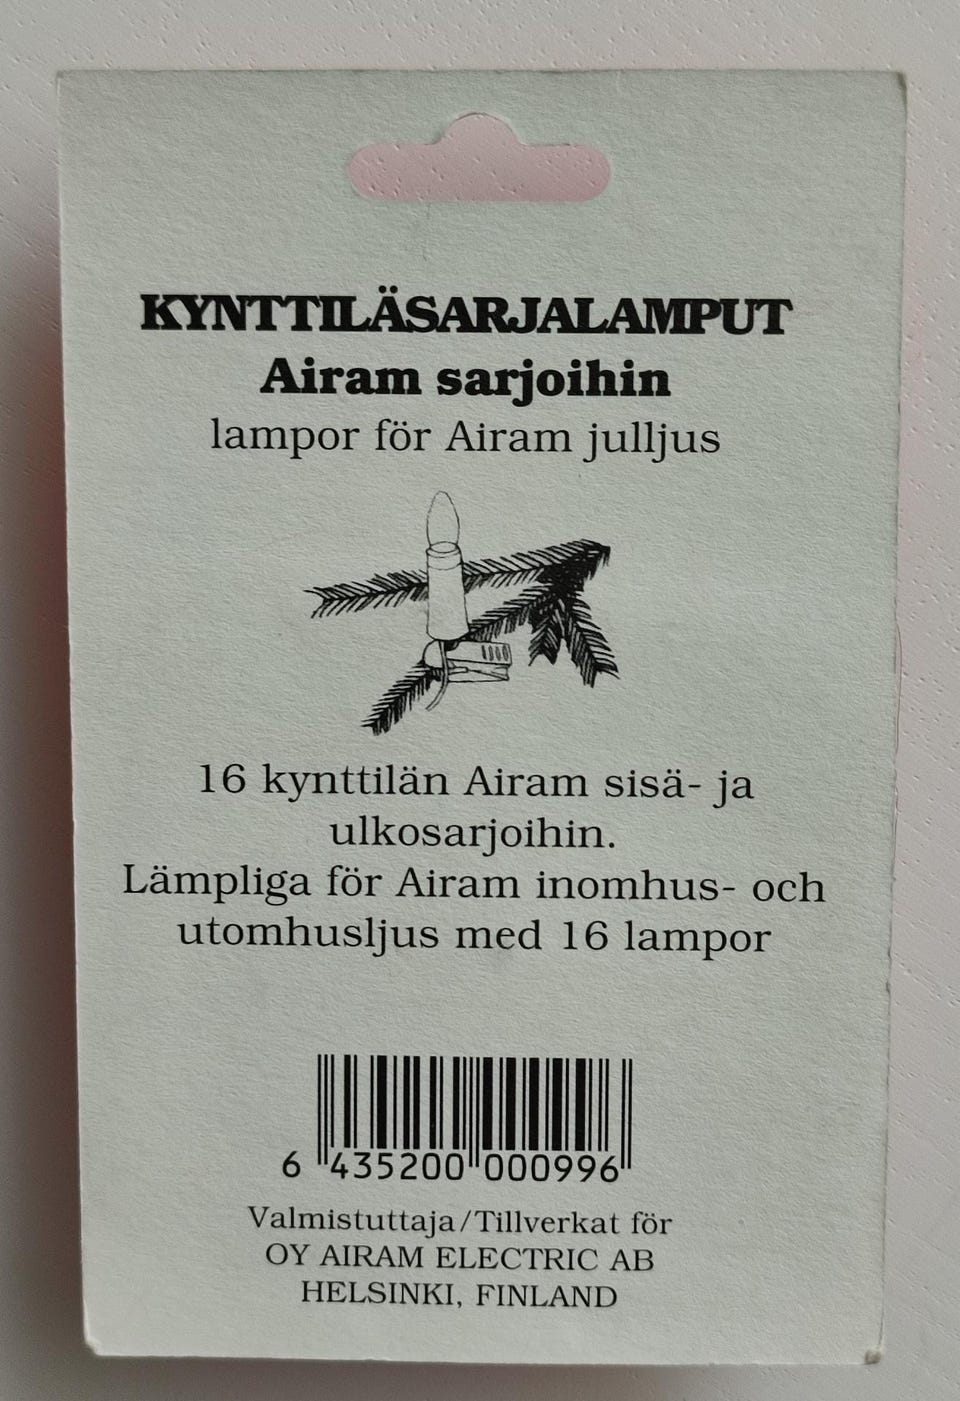 KYNTTILÄSARJALAMPUT
Airam sarjoihin
lampor för Airam julljus
16 kynttilän Airam sisä- ja
ulkosarjoihin.
Lämpliga för Airam inomhus- och
utomhusljus med 16 lampor
6 435200 000996
Valmistuttaja/Tillverkat för
OY AIRAM ELECTRIC AB
HELSINKI, FINLAND